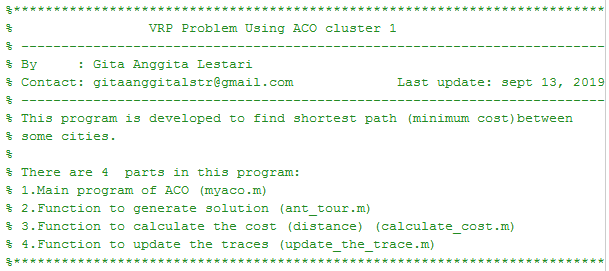 %**************************************************************************
%                 VRP Problem Using ACO cluster 1
% -------------------------------------------------------------------------
% By     : Gita Anggita Lestari
% Contact: gitaanggitalstr@gmail.com             Last update: sept 13, 2019
% -------------------------------------------------------------------------
% This program is developed to find shortest path (minimum cost)between
% some cities.
%
% There are 4  parts in this program:
% 1.Main program of ACO (myaco.m)
% 2.Function to generate solution (ant_tour.m)
% 3.Function to calculate the cost (distance) (calculate_cost.m)
% 4.Function to update the traces (update_the_trace.m)
%**************************************************************************